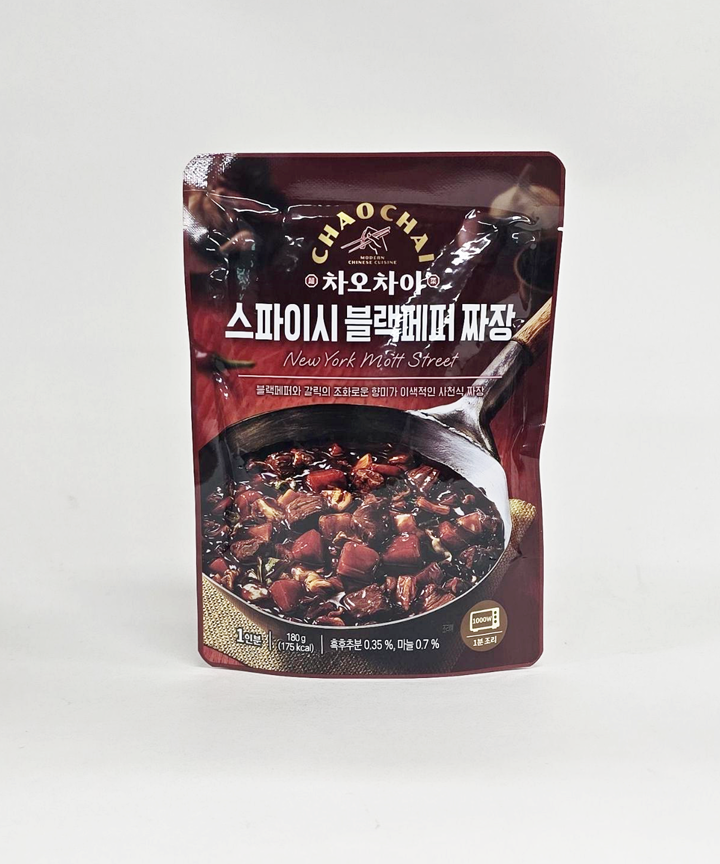 CHAOCHAI
MODERN
CHINESE CUISINE
차오차이
스파이시 블랙페퍼 짜장
New York Mott Street
블랙페퍼와 갈릭의 조화로운 향미가 이색적인 사천식 짜장
1인분
180 g
(175 kcal)
흑후추분 0.35 %, 마늘 0.7 %
1000W
1분 조리